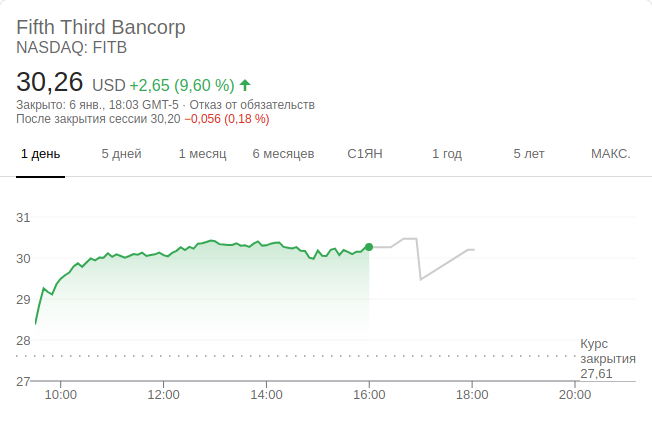 Fifth Third Bancorp
NASDAQ: FITB
30,26 USD +2,65 (9,60 %)
Закрыто: 6 янв., 18:03 GMT-5 · Отказ от обязательств
После закрытия сессии 30,20 −0,056 (0,18 %)
1 день 5 дней 1 месяц 6 месяцев С1ЯН 1 год 5 лет МАКС.
31
30
29
28
Курс
закрытия
27,61
27
10:00 12:00 14:00 16:00 18:00 20:00